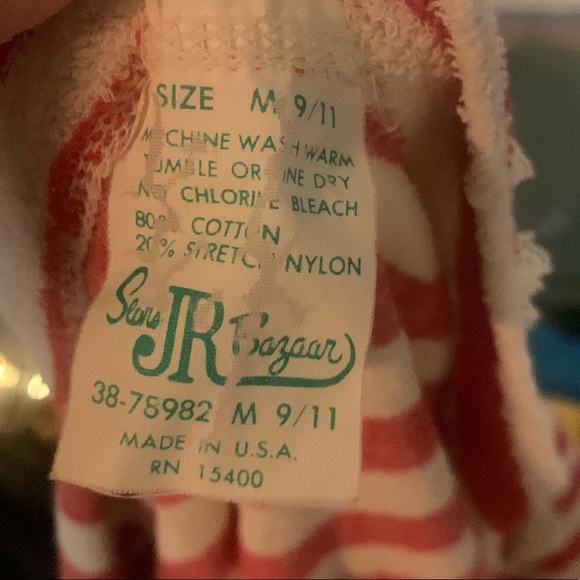 SIZE M 9/11
MACHINE WASH WARM
TUMBLE OR LINE DRY
NO CHLORINE BLEACH
80% COTTON
20% STRETCH NYLON
Sears JR Bazaar
38-75982 M 9/11
MADE IN U.S.A.
RN 15400